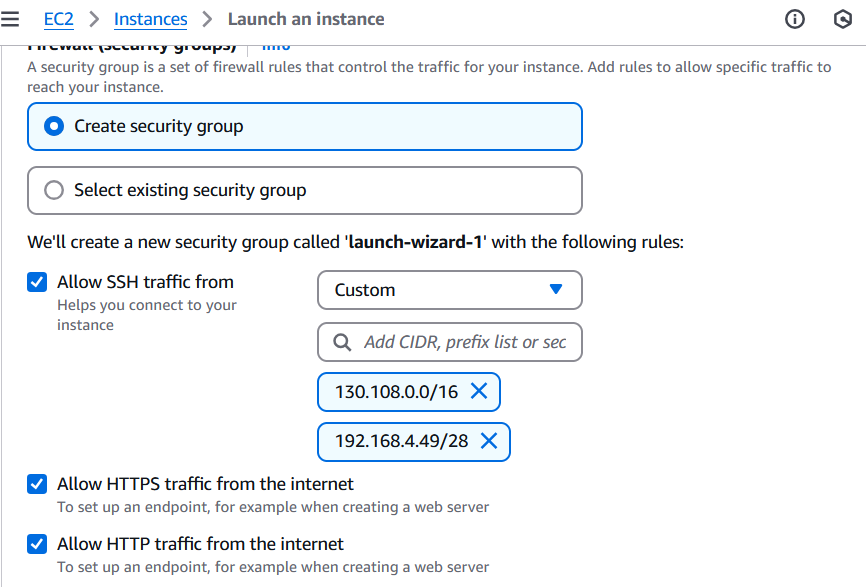 EC2 > Instances > Launch an instance
Firewall (security groups) | Info
A security group is a set of firewall rules that control the traffic for your instance. Add rules to allow specific traffic to
reach your instance.
Create security group
Select existing security group
We'll create a new security group called 'launch-wizard-1' with the following rules:
Allow SSH traffic from
Helps you connect to your
instance
Custom
Add CIDR, prefix list or sec
130.108.0.0/16
192.168.4.49/28
Allow HTTPS traffic from the internet
To set up an endpoint, for example when creating a web server
Allow HTTP traffic from the internet
To set up an endpoint, for example when creating a web server